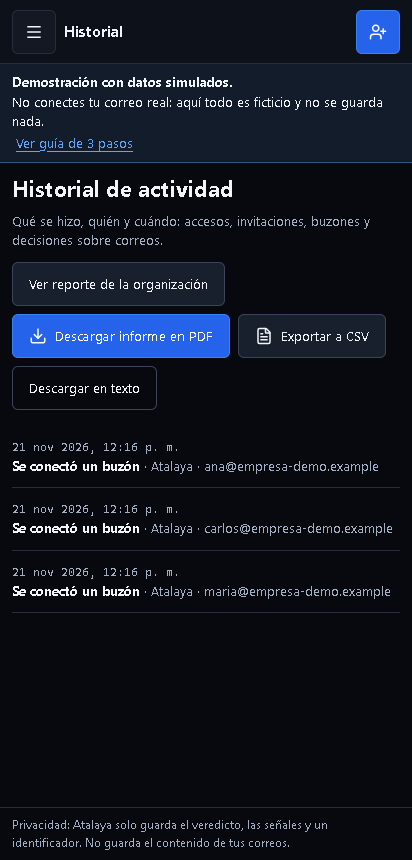 Historial
Demostración con datos simulados.
No conectes tu correo real: aquí todo es ficticio y no se guarda
nada.
Ver guía de 3 pasos
Historial de actividad
Qué se hizo, quién y cuándo: accesos, invitaciones, buzones y
decisiones sobre correos.
Ver reporte de la organización
Descargar informe en PDF
Exportar a CSV
Descargar en texto
21 nov 2026, 12:16 p. m.
Se conectó un buzón · Atalaya · ana@empresa-demo.example
21 nov 2026, 12:16 p. m.
Se conectó un buzón · Atalaya · carlos@empresa-demo.example
21 nov 2026, 12:16 p. m.
Se conectó un buzón · Atalaya · maria@empresa-demo.example
Privacidad: Atalaya solo guarda el veredicto, las señales y un
identificador. No guarda el contenido de tus correos.